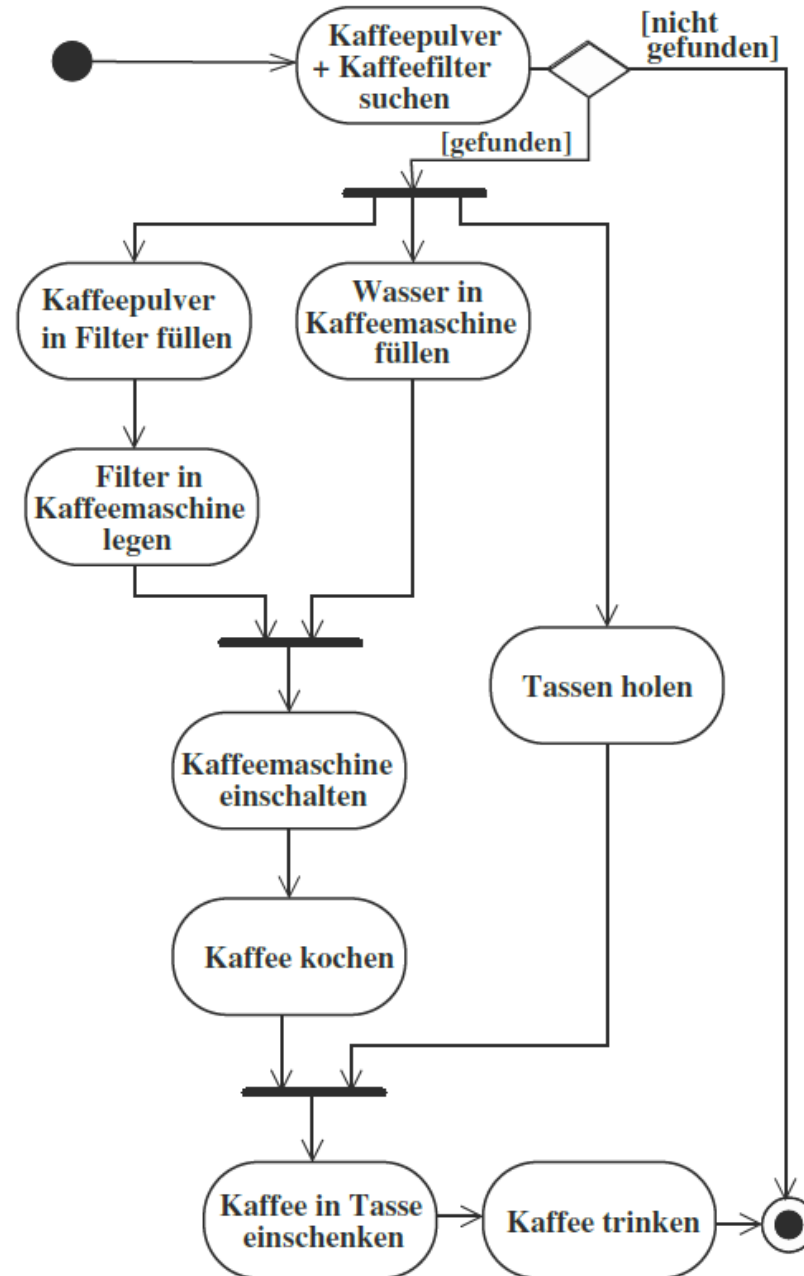 Kaffeepulver
+ Kaffeefilter
suchen
[nicht
gefunden]
[gefunden]
Kaffeepulver
in Filter füllen
Wasser in
Kaffeemaschine
füllen
Filter in
Kaffeemaschine
legen
Tassen holen
Kaffeemaschine
einschalten
Kaffee kochen
Kaffee in Tasse
einschenken
Kaffee trinken